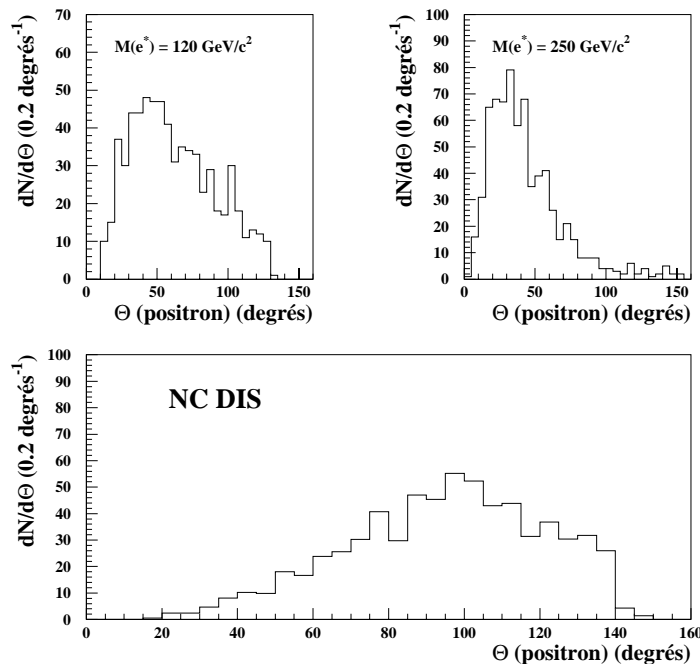 dN/dΘ (0.2 degrés⁻¹)
70
60
50
40
30
20
10
0
M(e*) = 120 GeV/c²
0 50 100 150
Θ (positron) (degrés)
dN/dΘ (0.2 degrés⁻¹)
100
90
80
70
60
50
40
30
20
10
0
M(e*) = 250 GeV/c²
0 50 100 150
Θ (positron) (degrés)
dN/dΘ (0.2 degrés⁻¹)
100
90
80
70
60
50
40
30
20
10
0
NC DIS
0 20 40 60 80 100 120 140 160
Θ (positron) (degrés)